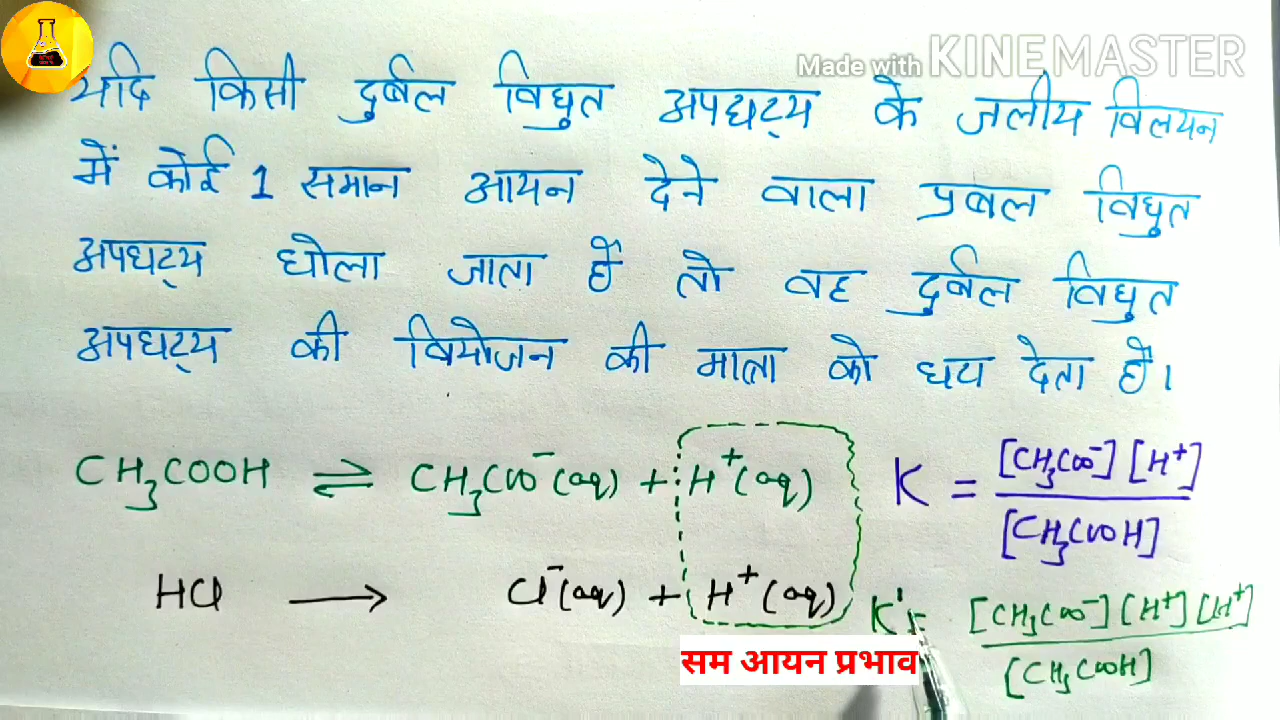 Made with KINEMASTER
यदि किसी दुर्बल विधुत अपघट्य के जलीय विलयन
में कोई 1 समान आयन देने वाला प्रबल विधुत
अपघट्य घोला जाता है तो वह दुर्बल विधुत
अपघट्य की वियोजन की मात्रा को घटा देता है।
CH₃COOH ⇌ CH₃COO⁻(aq) + H⁺(aq)
K = [CH₃COO⁻][H⁺] / [CH₃COOH]
HCl ⟶ Cl⁻(aq) + H⁺(aq)
K' = [CH₃COO⁻][H⁺][H⁺] / [CH₃COOH]
सम आयन प्रभाव